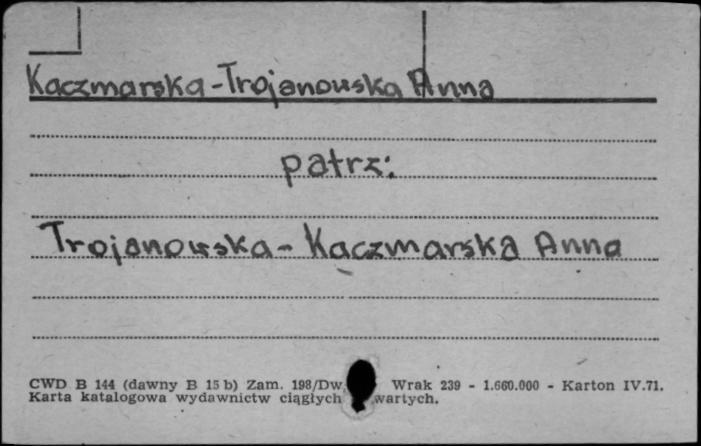 Kaczmarska-Trojanowska Anna
patrz:
Trojanowska-Kaczmarska Anna
CWD B 144 (dawny B 15 b) Zam. 198/Dw. Wrak 239 - 1.660.000 - Karton IV.71.
Karta katalogowa wydawnictw ciągłych wartych.